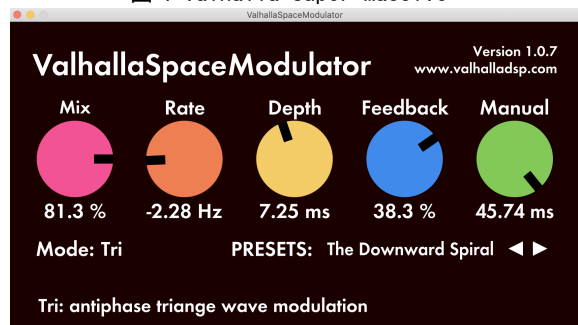 ValhallaSpaceModulator
ValhallaSpaceModulator
Version 1.0.7
www.valhalladsp.com
Mix Rate Depth Feedback Manual
81.3 % -2.28 Hz 7.25 ms 38.3 % 45.74 ms
Mode: Tri PRESETS: The Downward Spiral
Tri: antiphase triange wave modulation